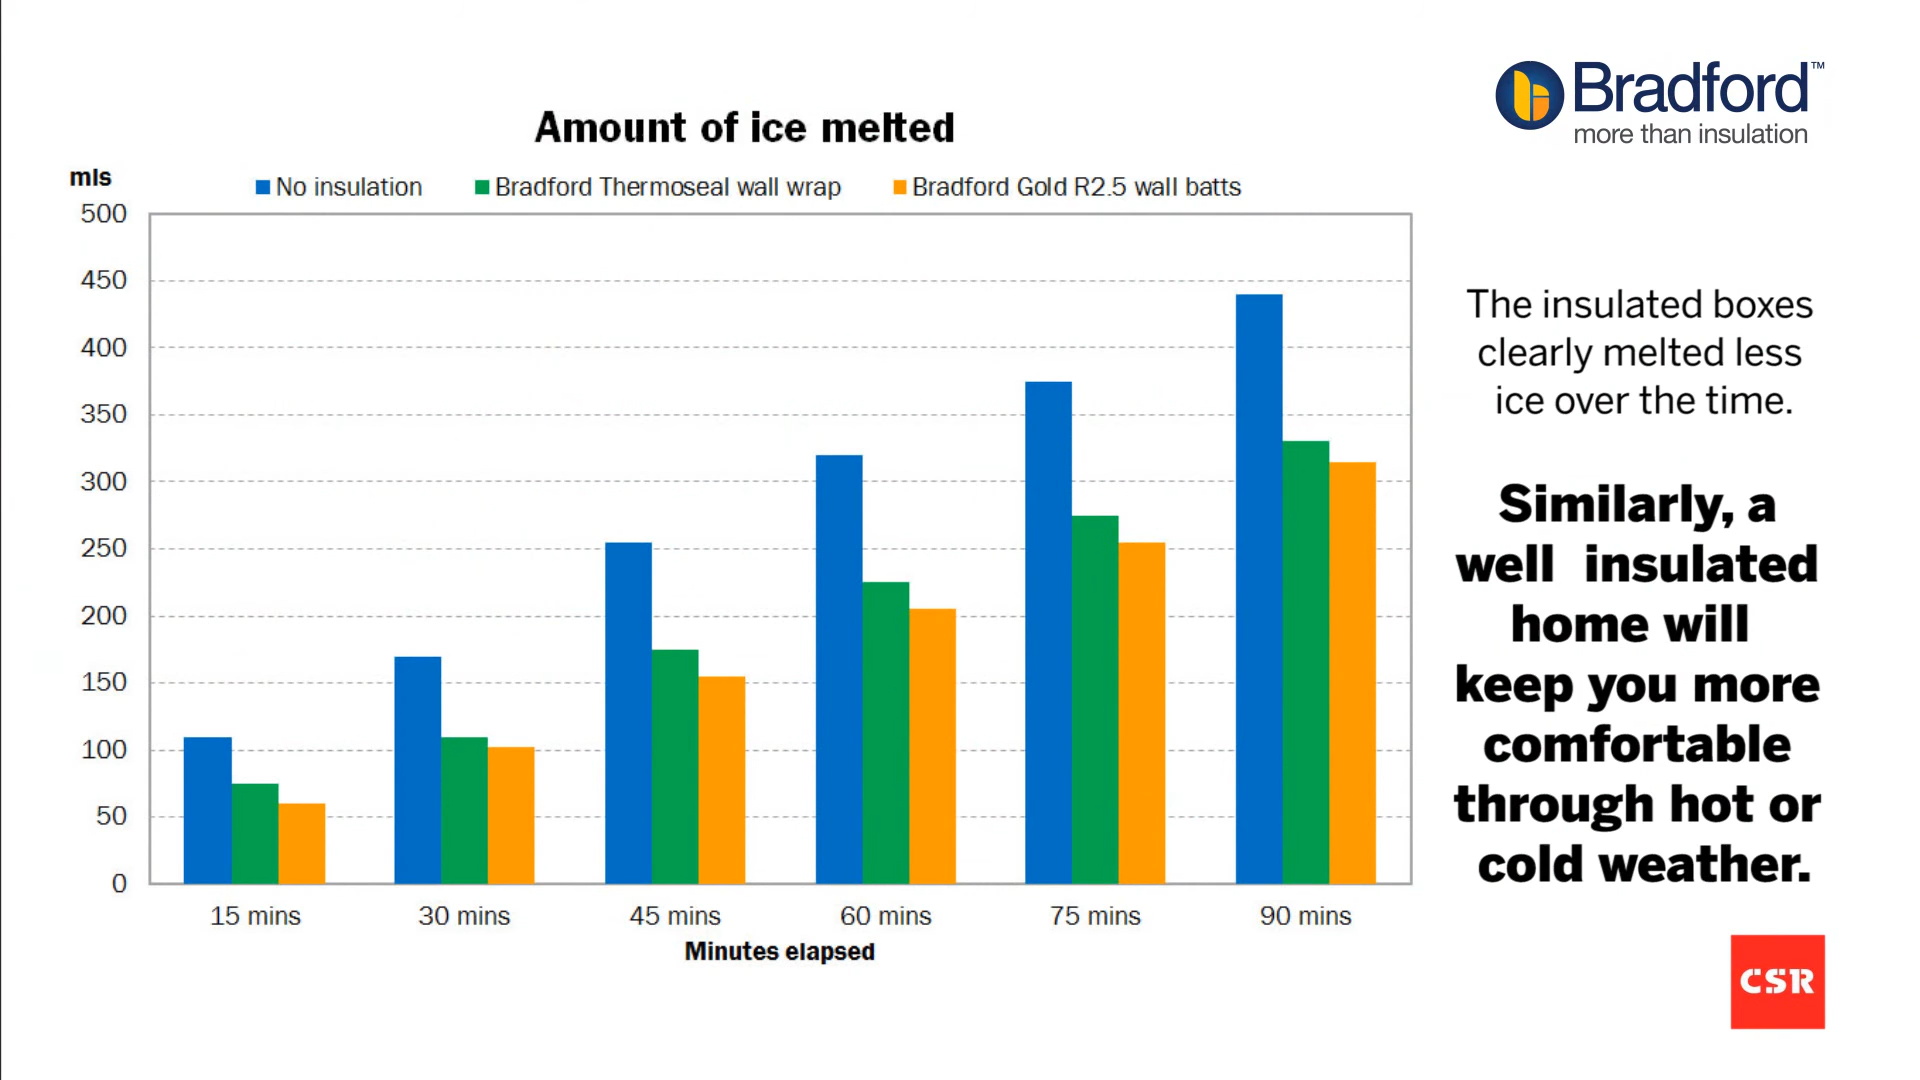 Bradford™
more than insulation
Amount of ice melted
mls
No insulation
Bradford Thermoseal wall wrap
Bradford Gold R2.5 wall batts
500
450
400
350
300
250
200
150
100
50
0
15 mins
30 mins
45 mins
60 mins
75 mins
90 mins
Minutes elapsed
The insulated boxes
clearly melted less
ice over the time.
Similarly, a
well insulated
home will
keep you more
comfortable
through hot or
cold weather.
CSR